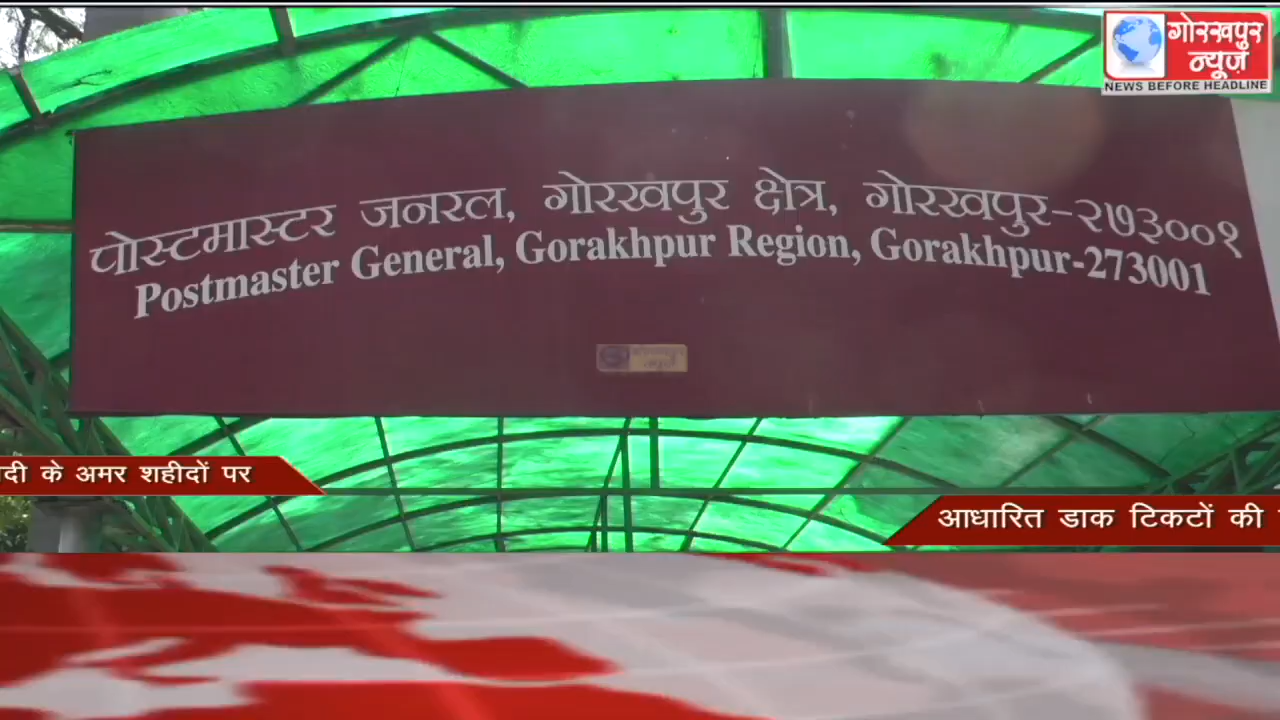 गोरखपुर
न्यूज़
NEWS BEFORE HEADLINE
पोस्टमास्टर जनरल, गोरखपुर क्षेत्र, गोरखपुर-२७३००१
Postmaster General, Gorakhpur Region, Gorakhpur-273001
के अमर शहीदों पर
आधारित डाक टिकटों की